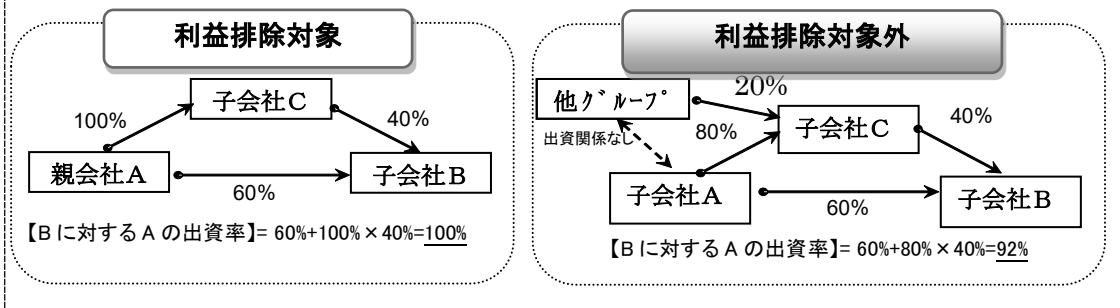 利益排除対象
子会社C
100%
40%
親会社A
子会社B
60%
【Bに対するAの出資率】= 60%+100%×40%=100%
利益排除対象外
他グループ
20%
子会社C
40%
出資関係なし
80%
子会社A
子会社B
60%
【Bに対するAの出資率】= 60%+80%×40%=92%